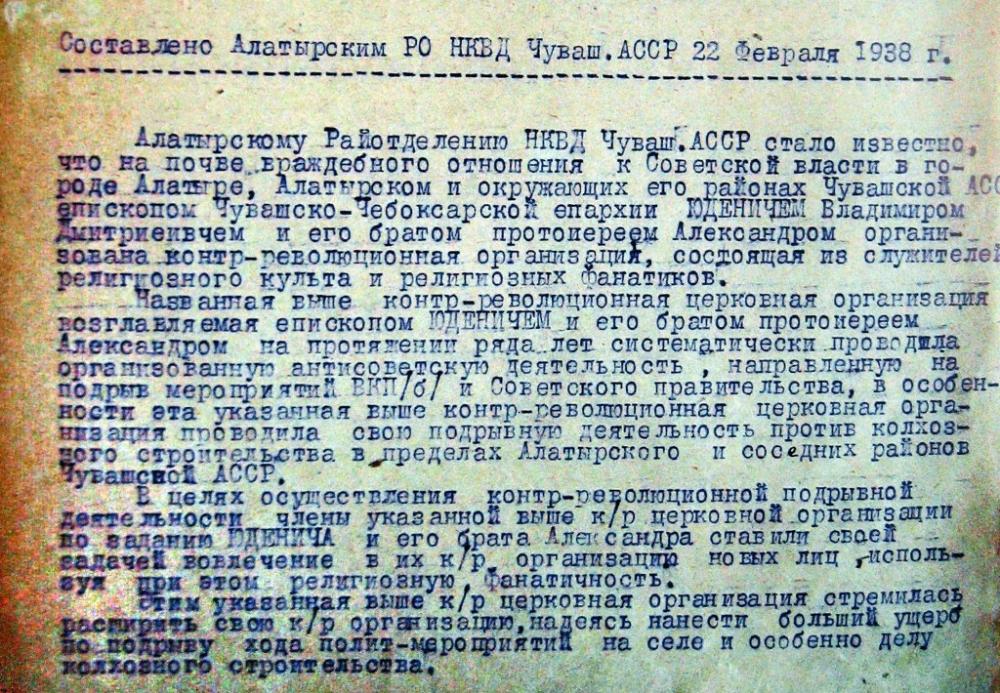 Составлено Алатырским РО НКВД Чуваш.АССР 22 Февраля 1938 г.
Алатырскому Райотделению НКВД Чуваш.АССР стало известно,
что на почве враждебного отношения к Советской власти в го-
роде Алатыре, Алатырском и окружающих его районах Чувашской АСС
епископом Чувашско-Чебоксарской епархии ЮДЕНИЧЕМ Владимиром
Дмитриеивчем и его братом протоиереем Александром органи-
зована контр-революционная организация, состоящая из служителей
религиозного культа и религиозных фанатиков.
Названная выше контр-революционная церковная организация
возглавляемая епископом ЮДЕНИЧЕМ и его братом протоиереем
Александром на протяжении ряда лет систематически проводила
организованную антисоветскую деятельность , направленную на
подрыв мероприятий ВКП/б/ и Советского правительства, в особен-
ности эта указанная выше контр-революционная церковная орга-
низация проводила свою подрывную деятельность против колхоз-
ного строительства в пределах Алатырского и соседних районов
Чувашской АССР.
В целях осуществления контр-революционной подрывной
деятельности члены указанной выше к/р церковной организации
по заданию ЮДЕНИЧА и его брата Александра ставили своей
задачей вовлечение в их к/р организацию новых лиц ,исполь-
зуя при этом религиозную фанатичность.
Этим указанная выше к/р церковная организация стремилась
расширить свою к/р организацию,надеясь нанести больший ущерб
по подрыву хода полит-мероприятий на селе и особенно делу
колхозного строительства.